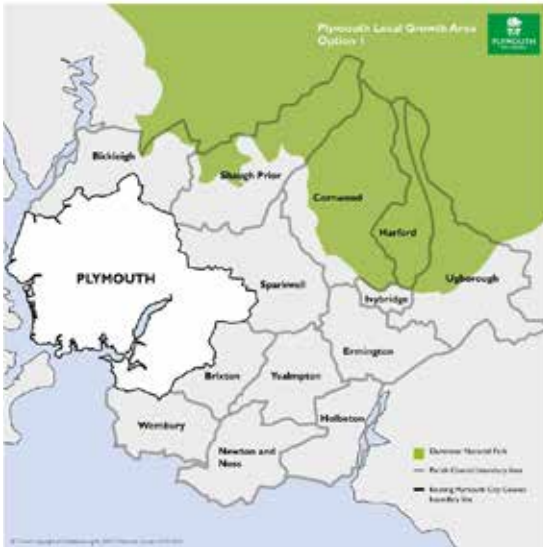 Plymouth Local Growth Area
Option 1
PLYMOUTH
Bickleigh
Shaugh Prior
Cornwood
Harford
PLYMOUTH
Sparkwell
Ugborough
Ivybridge
Ermington
Brixton
Yealmpton
Wembury
Holbeton
Newton and
Noss
Dartmoor National Park
Parish Council boundary Area
Existing Plymouth City Council
boundary line